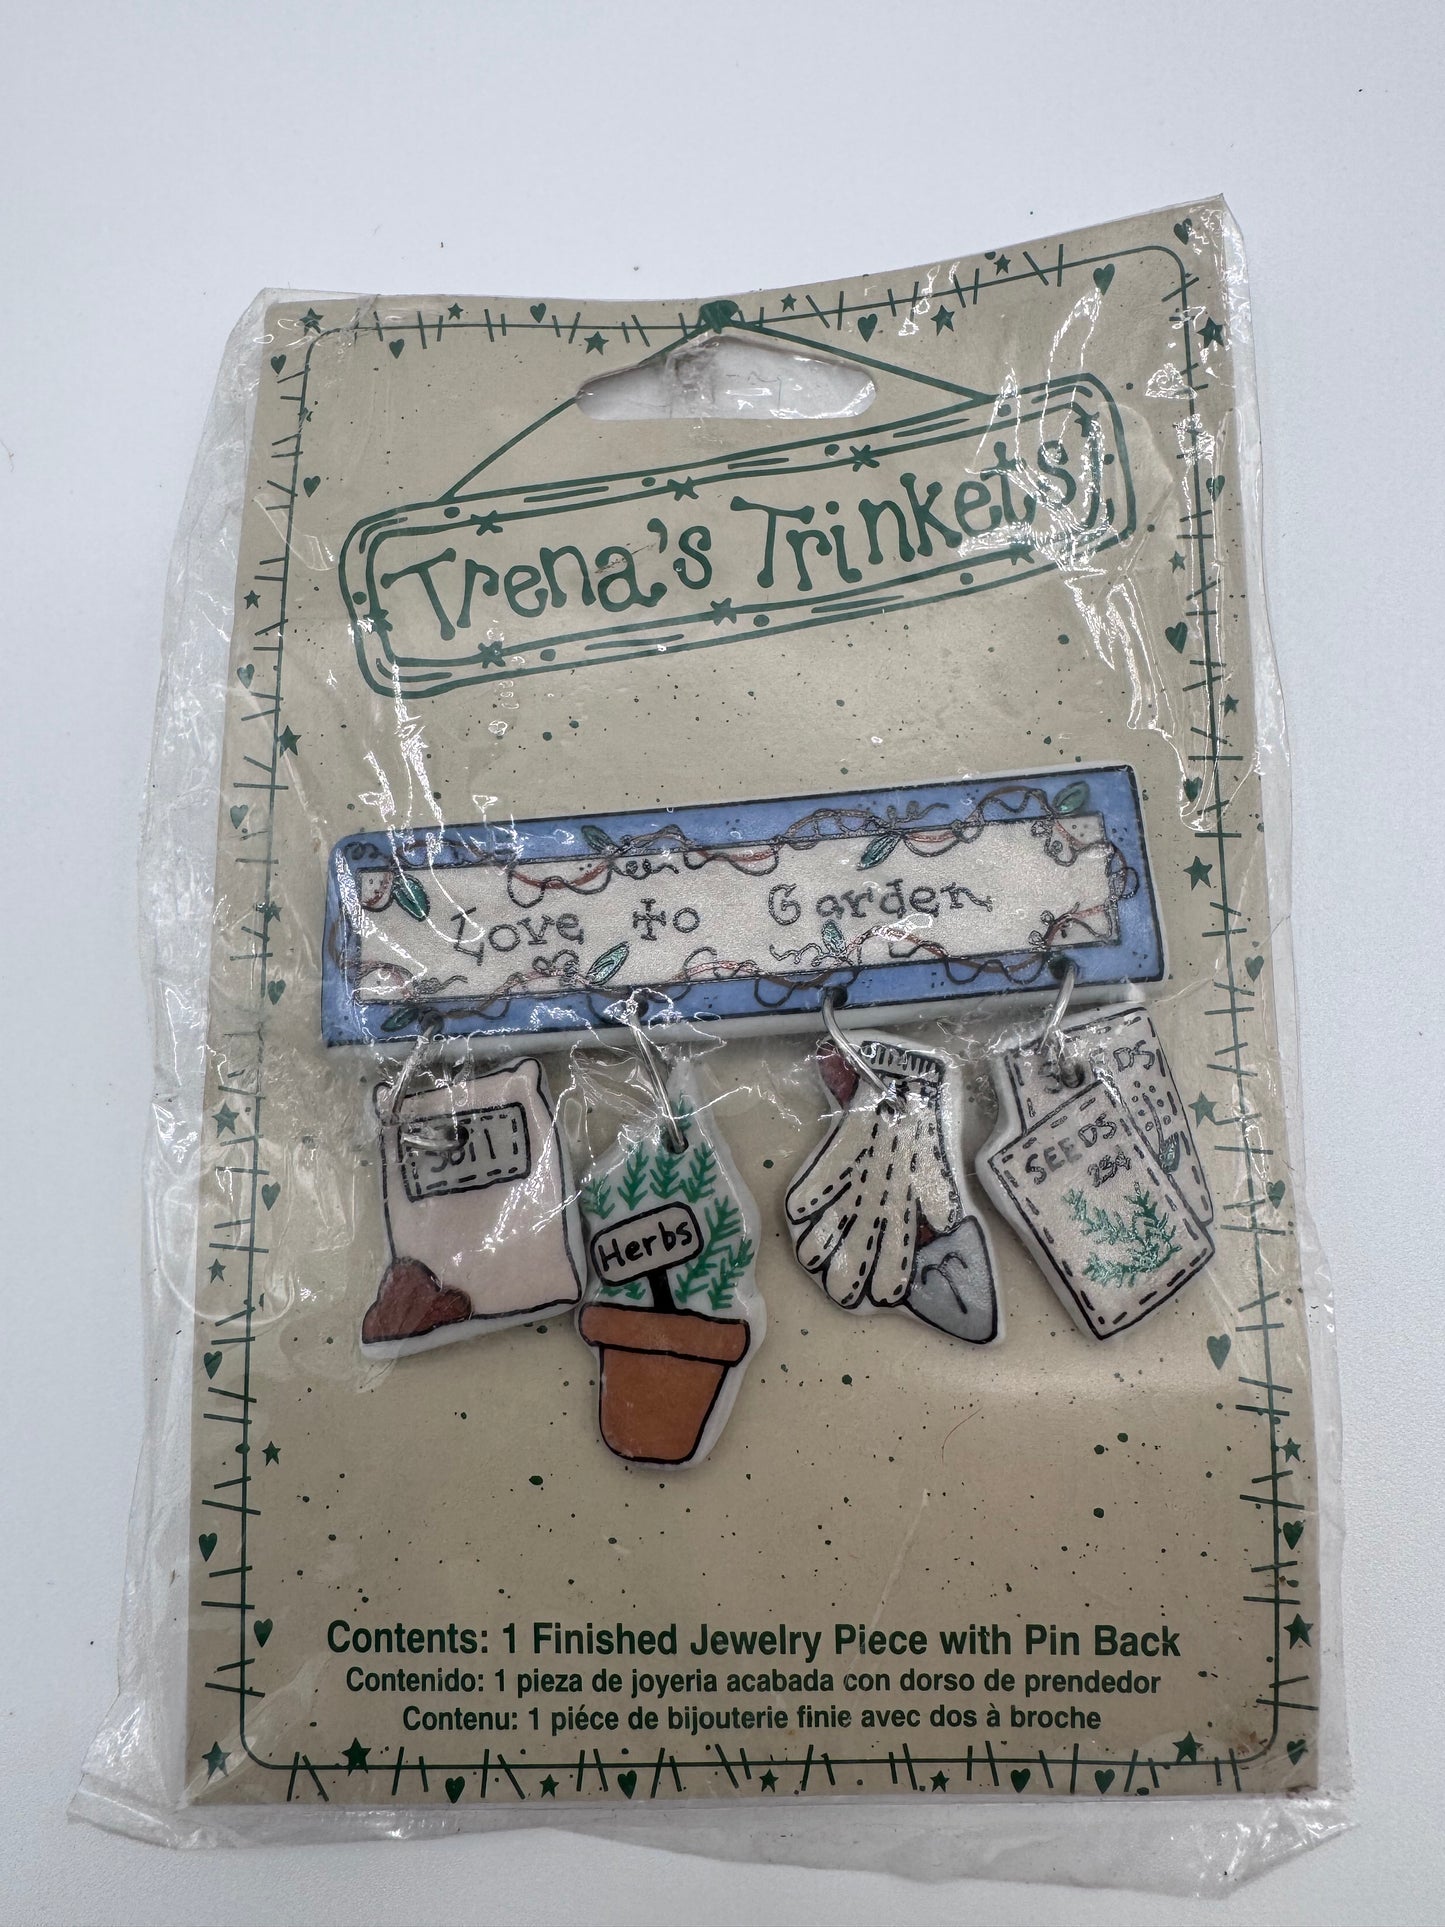 Trena's Trinkets
Love to Garden
Soil
Herbs
SEEDS
SEEDS
25¢
Contents: 1 Finished Jewelry Piece with Pin Back
Contenido: 1 pieza de joyeria acabada con dorso de prendedor
Contenu: 1 piéce de bijouterie finie avec dos à broche